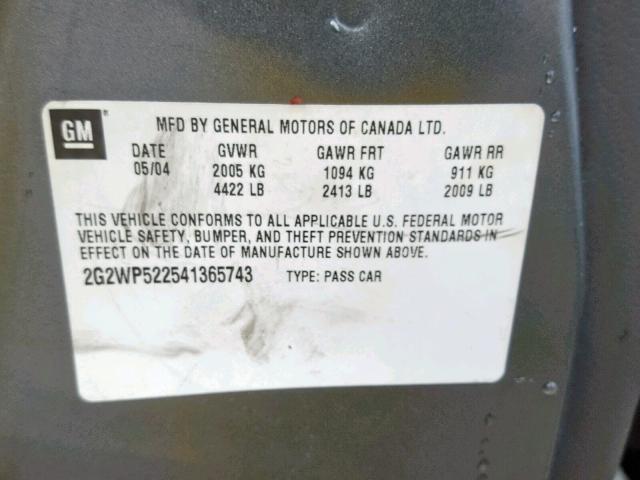 GM ®
MFD BY GENERAL MOTORS OF CANADA LTD.
DATE GVWR GAWR FRT GAWR RR
05/04 2005 KG 1094 KG 911 KG
4422 LB 2413 LB 2009 LB
THIS VEHICLE CONFORMS TO ALL APPLICABLE U.S. FEDERAL MOTOR
VEHICLE SAFETY, BUMPER, AND THEFT PREVENTION STANDARDS IN
EFFECT ON THE DATE OF MANUFACTURE SHOWN ABOVE.
2G2WP522541365743 TYPE: PASS CAR